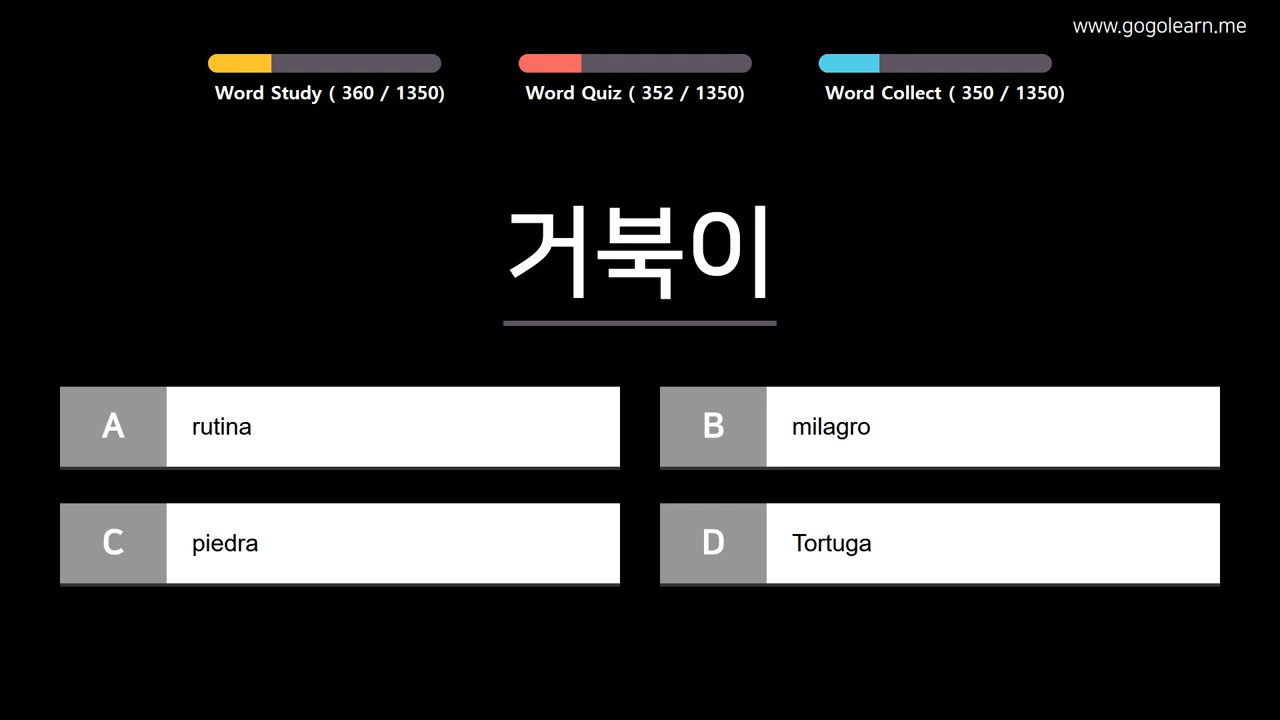 www.gogolearn.me
Word Study ( 360 / 1350)
Word Quiz ( 352 / 1350)
Word Collect ( 350 / 1350)
거북이
A rutina
B milagro
C piedra
D Tortuga